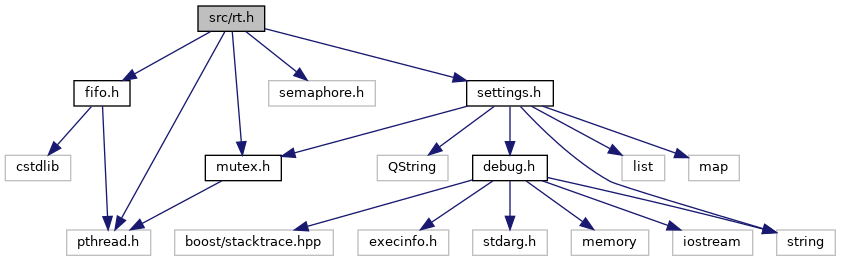 src/rt.h
fifo.h
semaphore.h
settings.h
cstdlib
mutex.h
QString
debug.h
list
map
pthread.h
boost/stacktrace.hpp
execinfo.h
stdarg.h
memory
iostream
string